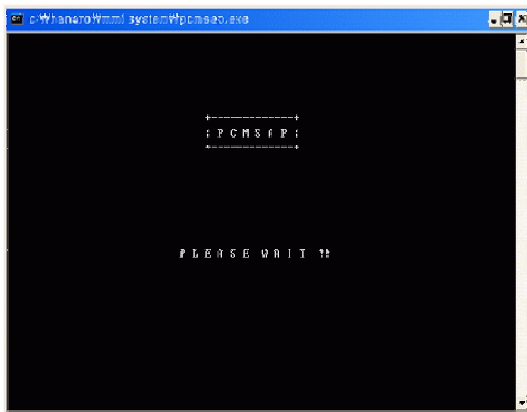 c:₩hanaro₩mmi system₩pcmsap.exe
+-------------+
¦ P C M S A P ¦
+-------------+
P L E A S E W A I T !!